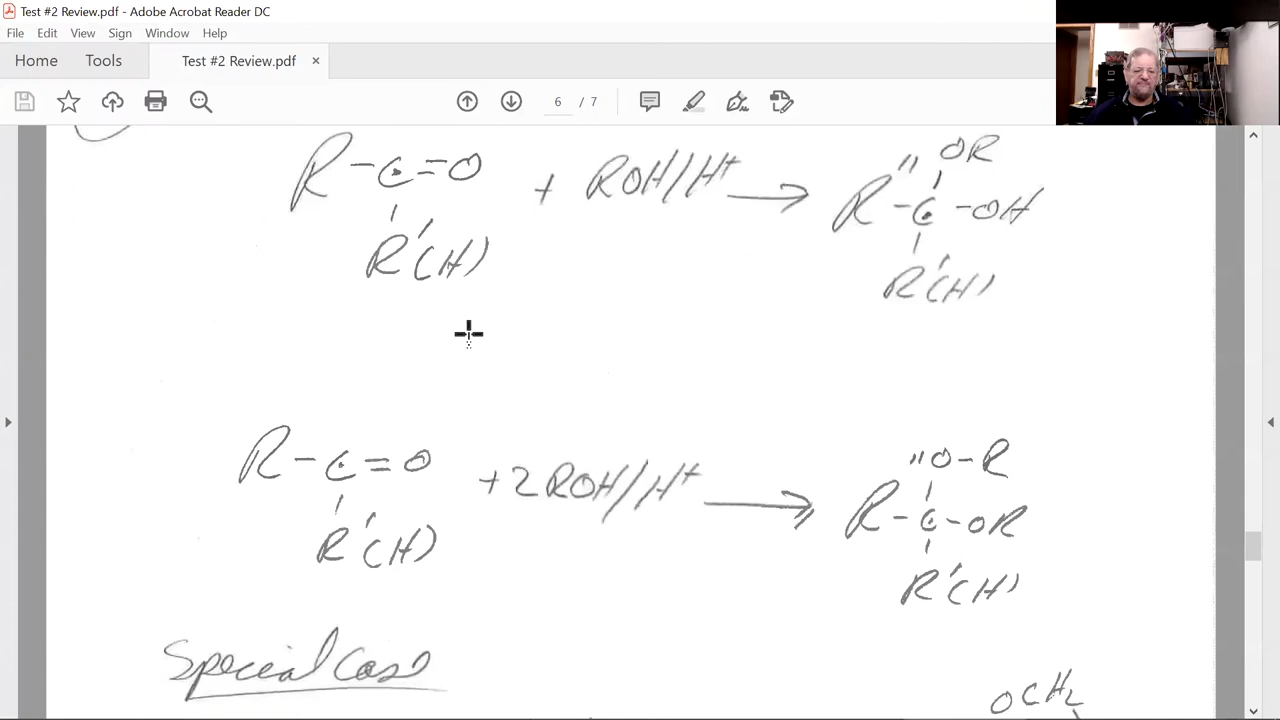 Test #2 Review.pdf - Adobe Acrobat Reader DC
File Edit View Sign Window Help
Home Tools Test #2 Review.pdf ×
6 / 7
R-C=O + ROH/H+ → R-C-OH
" OR
R'(H) R'(H)
R-C=O +2ROH/H+ → R-C-OR
" O-R
R'(H) R'(H)
Special Case
OCH2